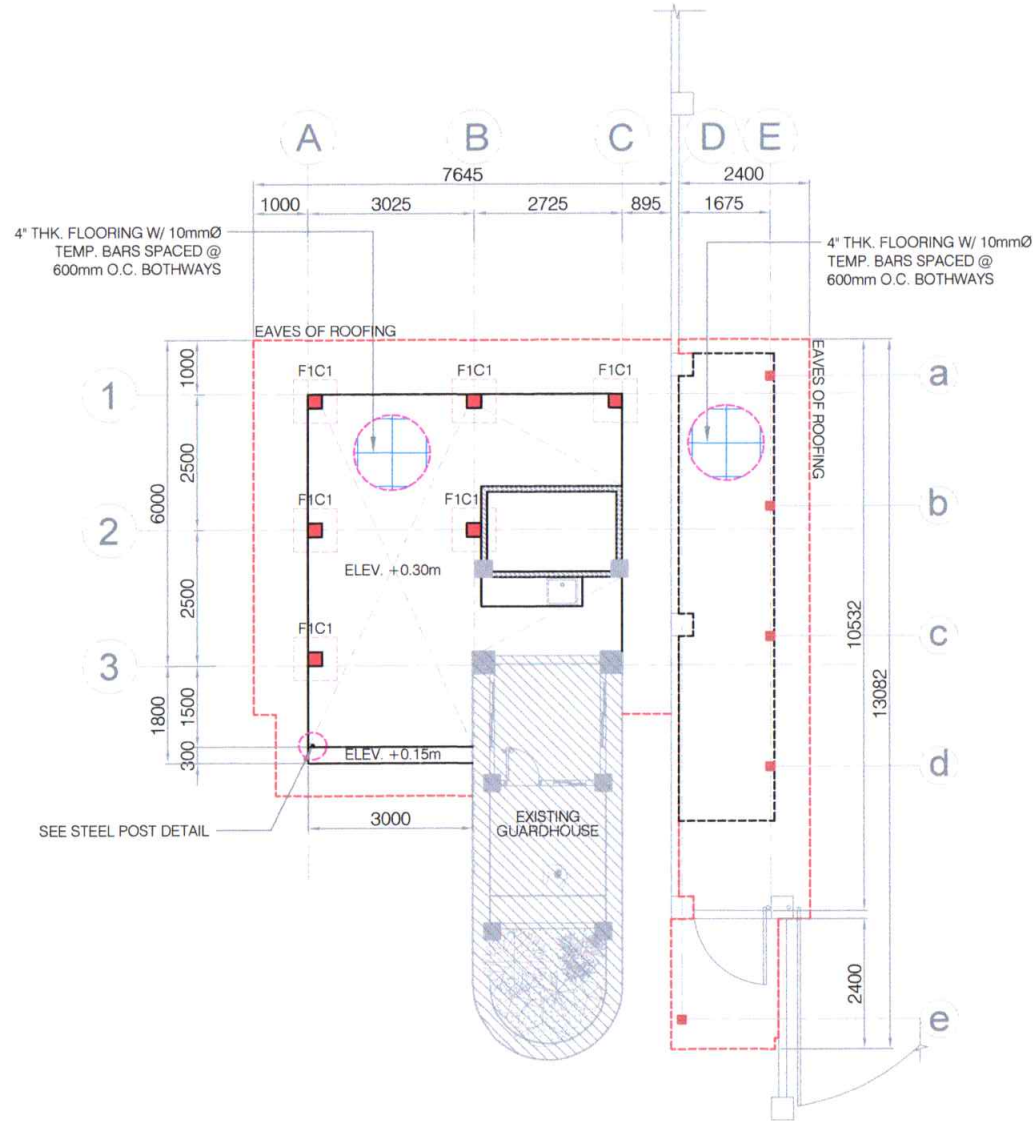 A
B
C
D
E
7645
2400
1000
3025
2725
895
1675
4" THK. FLOORING W/ 10mmØ
TEMP. BARS SPACED @
600mm O.C. BOTHWAYS
4" THK. FLOORING W/ 10mmØ
TEMP. BARS SPACED @
600mm O.C. BOTHWAYS
EAVES OF ROOFING
EAVES OF ROOFING
1000
F1C1
F1C1
F1C1
1
a
2500
6000
b
F1C1
F1C1
2
ELEV. +0.30m
2500
10532
F1C1
c
3
13082
1500
1800
300
ELEV. +0.15m
d
SEE STEEL POST DETAIL
3000
EXISTING
GUARDHOUSE
2400
e